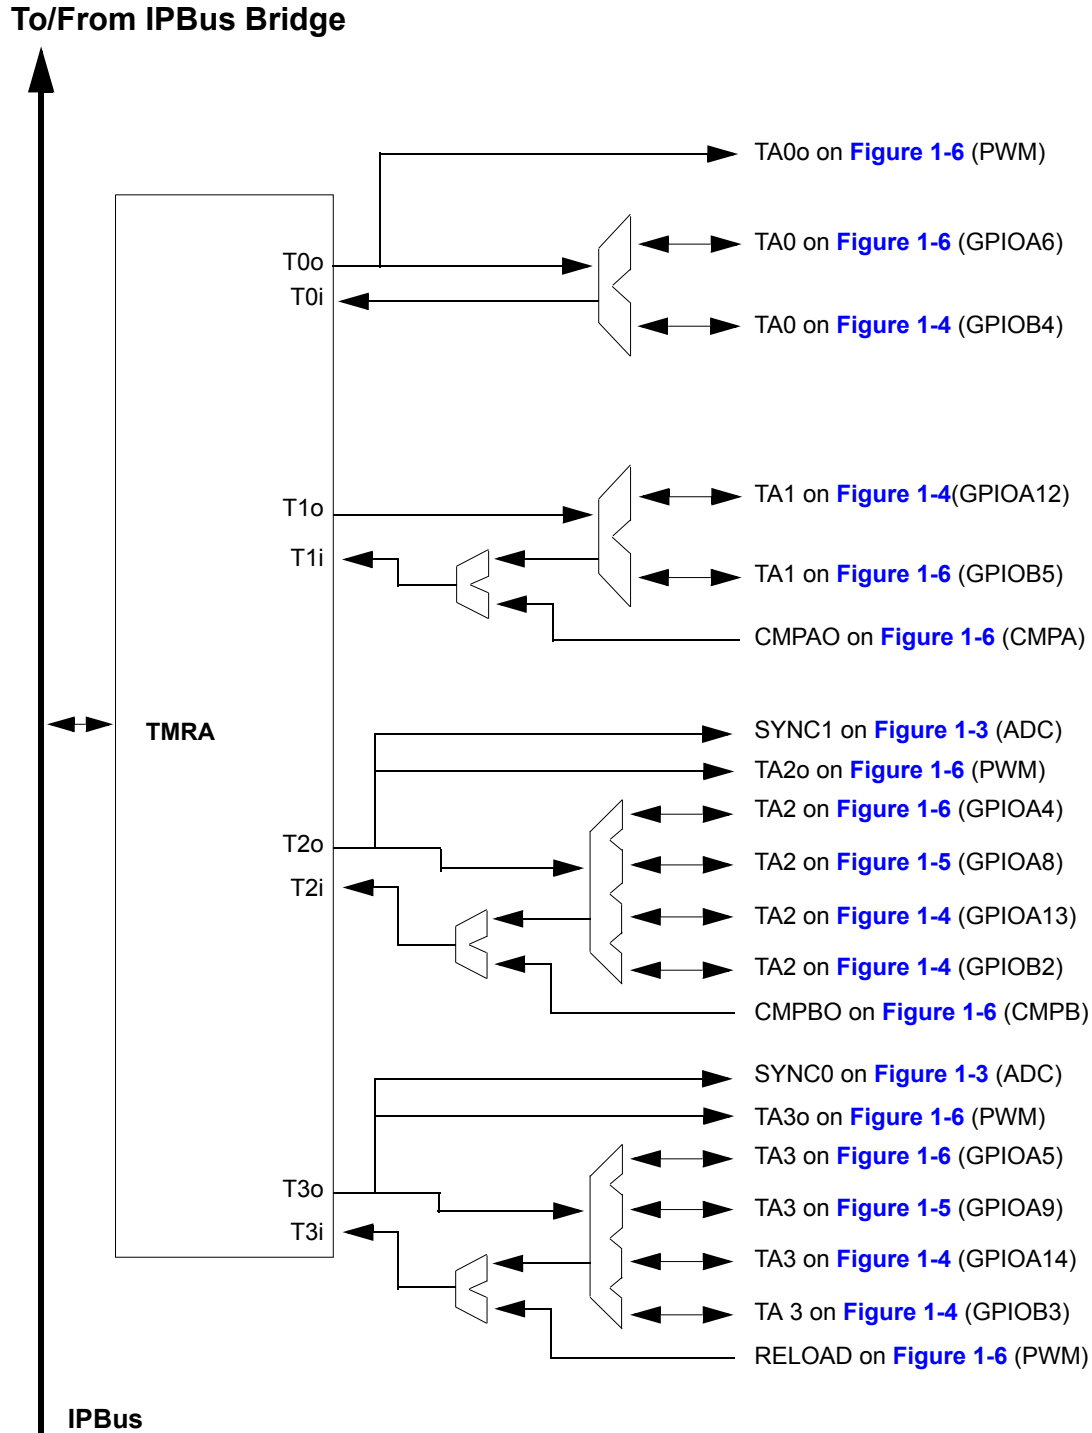 To/From IPBus Bridge
TA0o on Figure 1-6 (PWM)
TA0 on Figure 1-6 (GPIOA6)
T0o
T0i
TA0 on Figure 1-4 (GPIOB4)
TA1 on Figure 1-4(GPIOA12)
T1o
T1i
TA1 on Figure 1-6 (GPIOB5)
CMPAO on Figure 1-6 (CMPA)
TMRA
SYNC1 on Figure 1-3 (ADC)
TA2o on Figure 1-6 (PWM)
TA2 on Figure 1-6 (GPIOA4)
T2o
TA2 on Figure 1-5 (GPIOA8)
T2i
TA2 on Figure 1-4 (GPIOA13)
TA2 on Figure 1-4 (GPIOB2)
CMPBO on Figure 1-6 (CMPB)
SYNC0 on Figure 1-3 (ADC)
TA3o on Figure 1-6 (PWM)
TA3 on Figure 1-6 (GPIOA5)
T3o
TA3 on Figure 1-5 (GPIOA9)
T3i
TA3 on Figure 1-4 (GPIOA14)
TA 3 on Figure 1-4 (GPIOB3)
RELOAD on Figure 1-6 (PWM)
IPBus